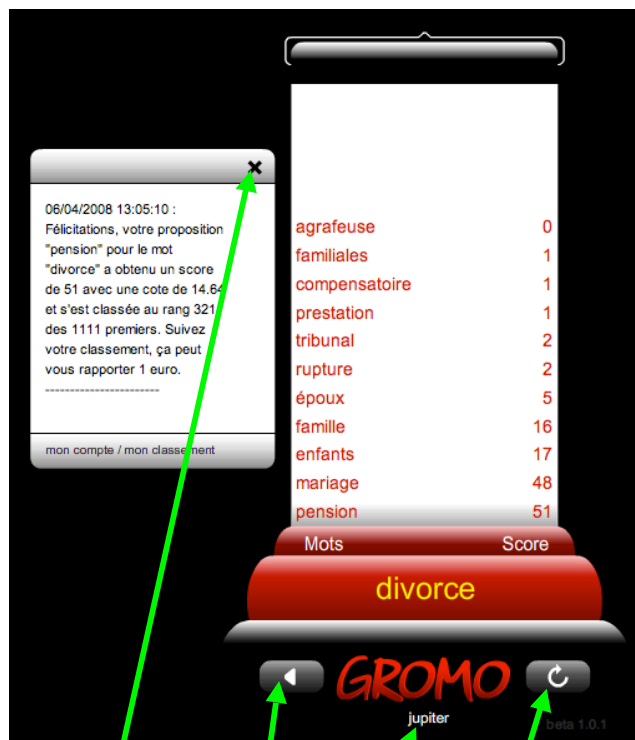 06/04/2008 13:05:10 :
Félicitations, votre proposition
"pension" pour le mot
"divorce" a obtenu un score
de 51 avec une cote de 14.64
et s'est classée au rang 321
des 1111 premiers. Suivez
votre classement, ça peut
vous rapporter 1 euro.
-----------------------
mon compte / mon classement
agrafeuse 0
familiales 1
compensatoire 1
prestation 1
tribunal 2
rupture 2
époux 5
famille 16
enfants 17
mariage 48
pension 51
Mots Score
divorce
GROMO
jupiter
beta 1.0.1